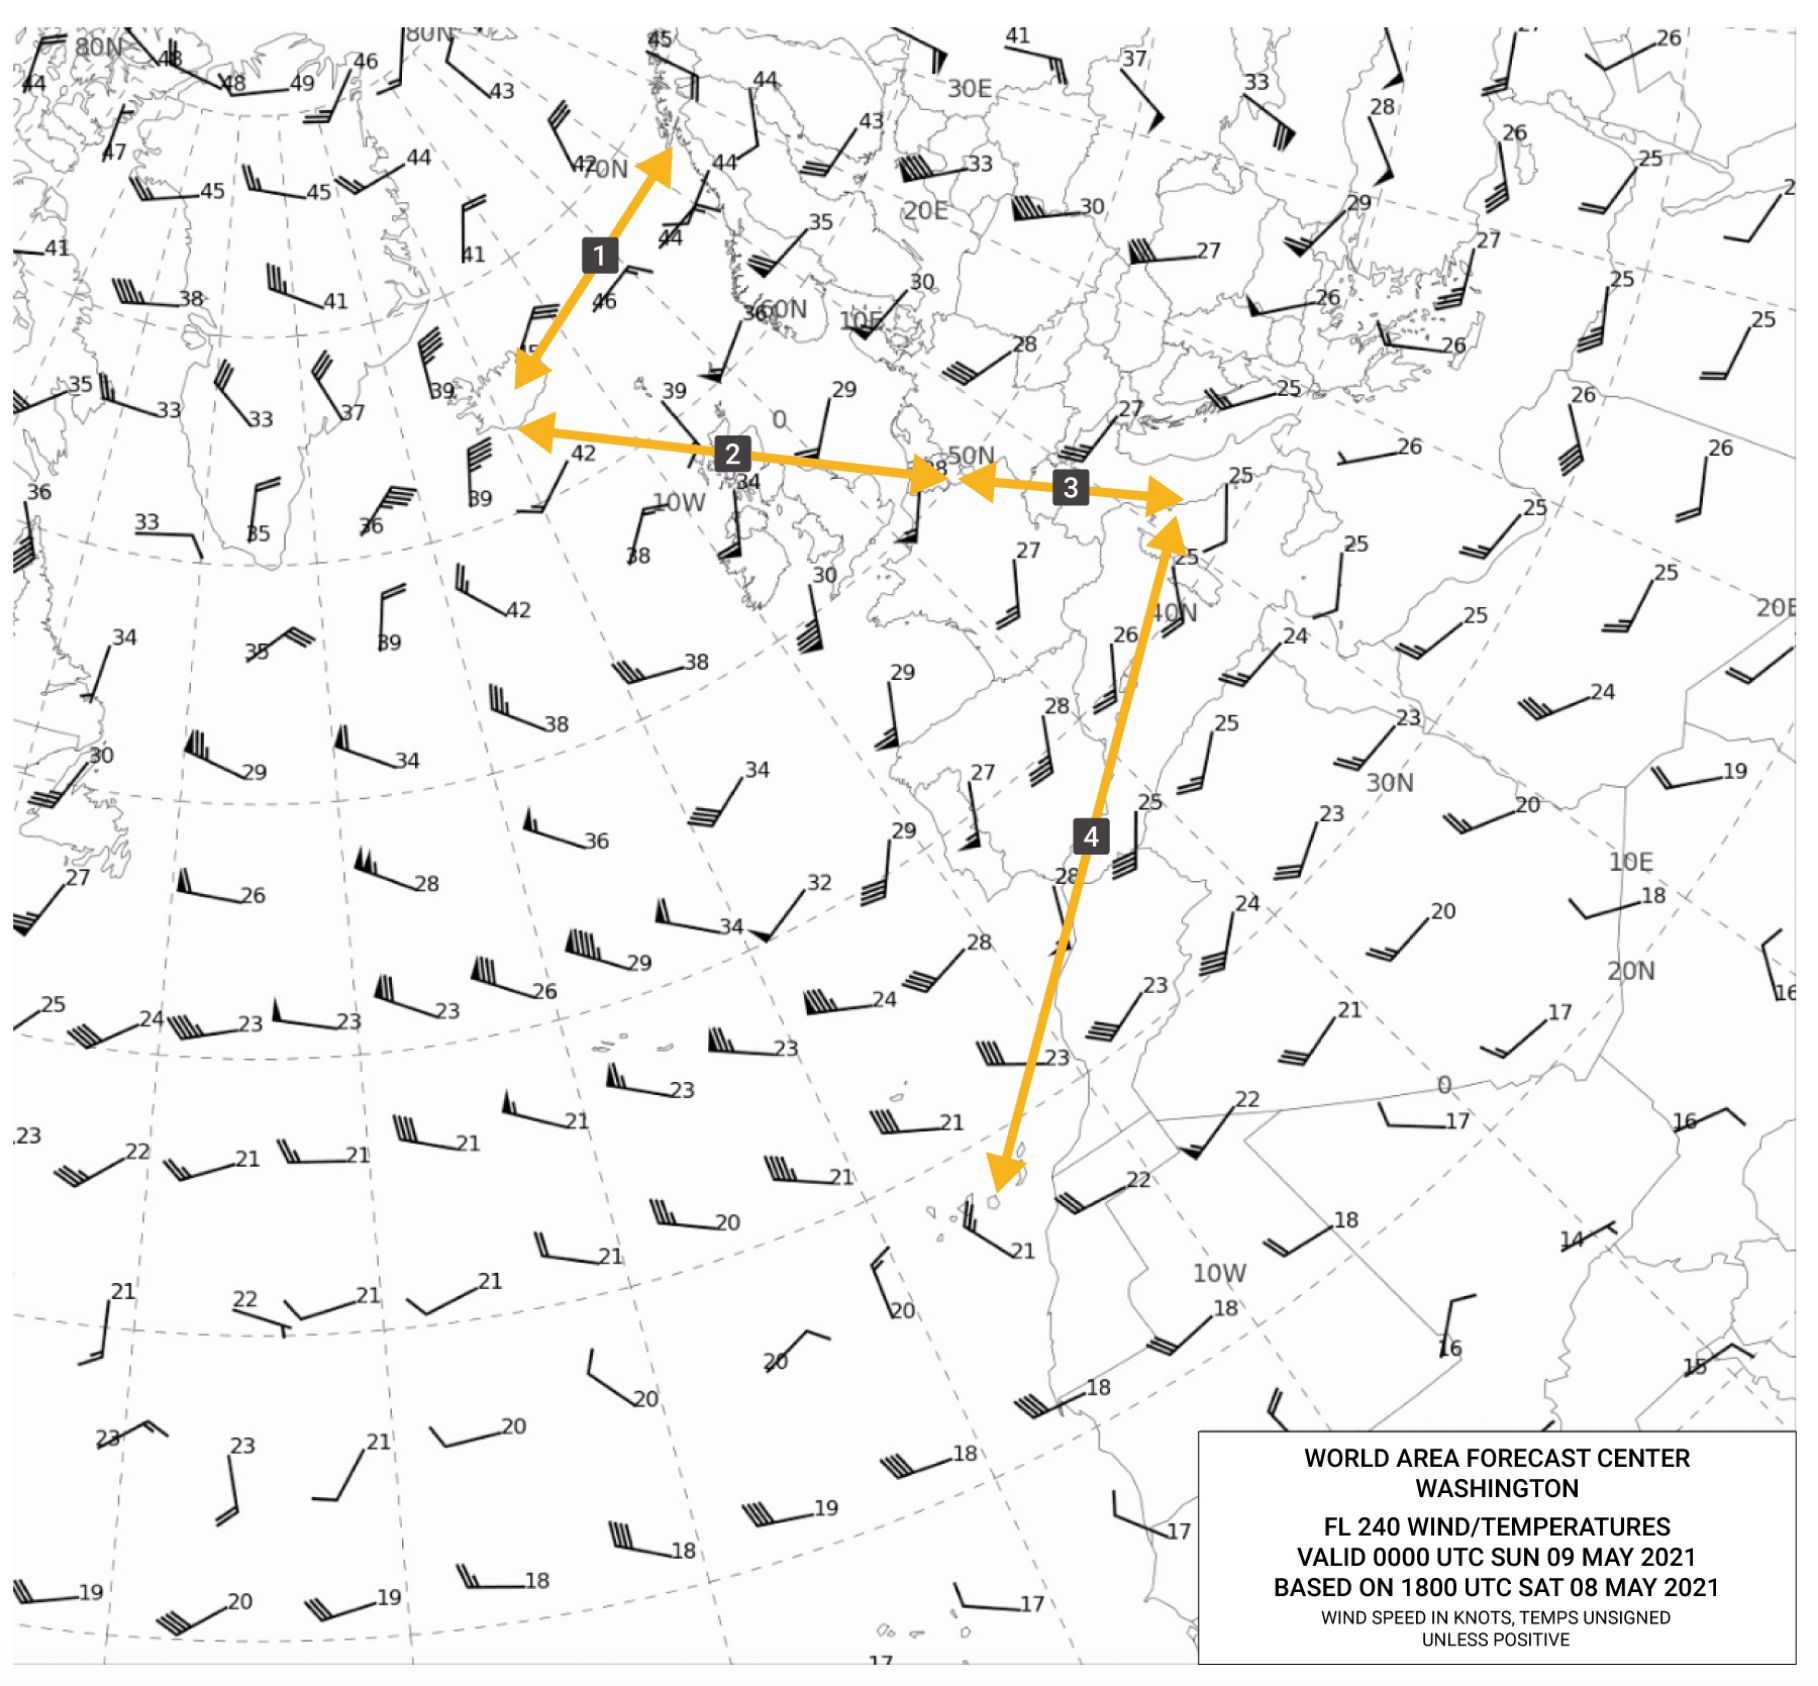 80N 80N 45 41 27 26
44 48 48 49 46 43 44 37 33 30E 28
47 42 70N 44 43 33 26 25
45 45 44 44 35 20E 30 29
41 41 44 27 27
38 41 46 30 26 25
36 60N 10E 28 26 25
35 33 33 37 39 39 29 25 26
0 27
42 50N 26 26
36 33 35 36 39 10W 34 25 25
38 27 25 25
30 40N 25 20E
34 35 39 42 38 26 24 25
29 28 24
30 29 34 38 34 27 25 23 30N 19
36 29 25 23 20 10E
27 26 28 32 28 24 20 18
34 28 20N
29 26 24 23 21 17 16
25 24 23 23 23 23 23
23 21 0
23 22 21 21 21 21 22 17 16
21 22
20 21 18 14
21 10W
21 22 21 21 20 18
20 16 15
20 18
23 23 21 20 18
19 17
18
19 20 19 18 17
17
1
2
3
4
WORLD AREA FORECAST CENTER
WASHINGTON
FL 240 WIND/TEMPERATURES
VALID 0000 UTC SUN 09 MAY 2021
BASED ON 1800 UTC SAT 08 MAY 2021
WIND SPEED IN KNOTS, TEMPS UNSIGNED
UNLESS POSITIVE